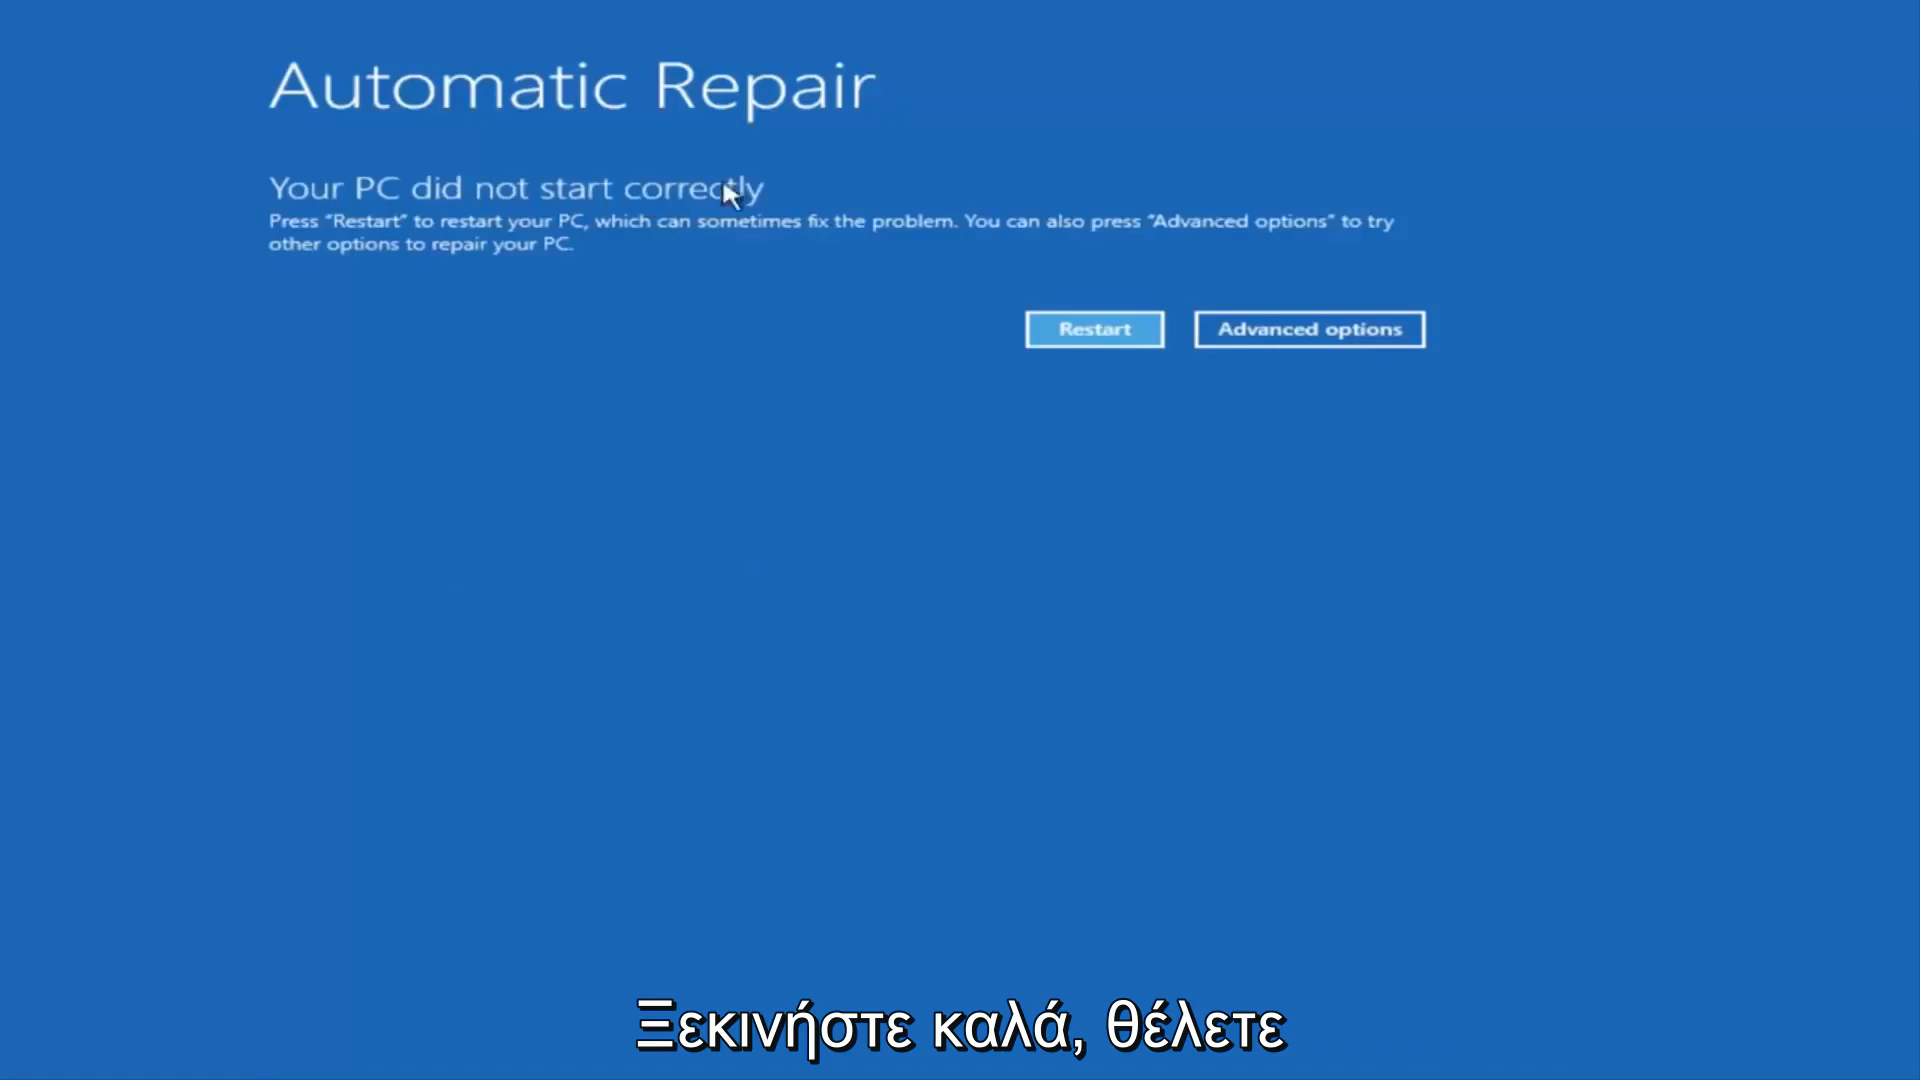 Automatic Repair
Your PC did not start correctly
Press “Restart” to restart your PC, which can sometimes fix the problem. You can also press “Advanced options” to try
other options to repair your PC.
Restart
Advanced options
Ξεκινήστε καλά, θέλετε